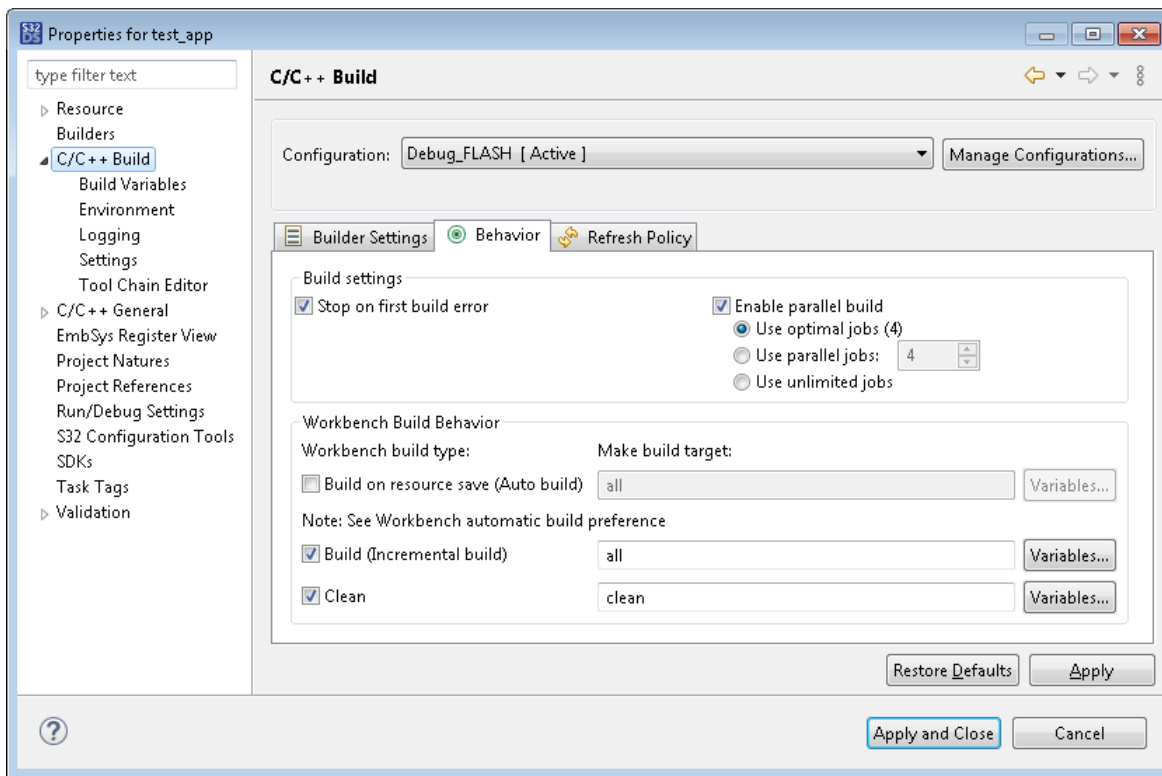 S32 DS Properties for test_app
type filter text
Resource
Builders
C/C++ Build
Build Variables
Environment
Logging
Settings
Tool Chain Editor
C/C++ General
EmbSys Register View
Project Natures
Project References
Run/Debug Settings
S32 Configuration Tools
SDKs
Task Tags
Validation
C/C++ Build
Configuration: Debug_FLASH [ Active ] Manage Configurations...
Builder Settings Behavior Refresh Policy
Build settings
Stop on first build error Enable parallel build
Use optimal jobs (4)
Use parallel jobs: 4
Use unlimited jobs
Workbench Build Behavior
Workbench build type: Make build target:
Build on resource save (Auto build) all Variables...
Note: See Workbench automatic build preference
Build (Incremental build) all Variables...
Clean clean Variables...
Restore Defaults Apply
? Apply and Close Cancel